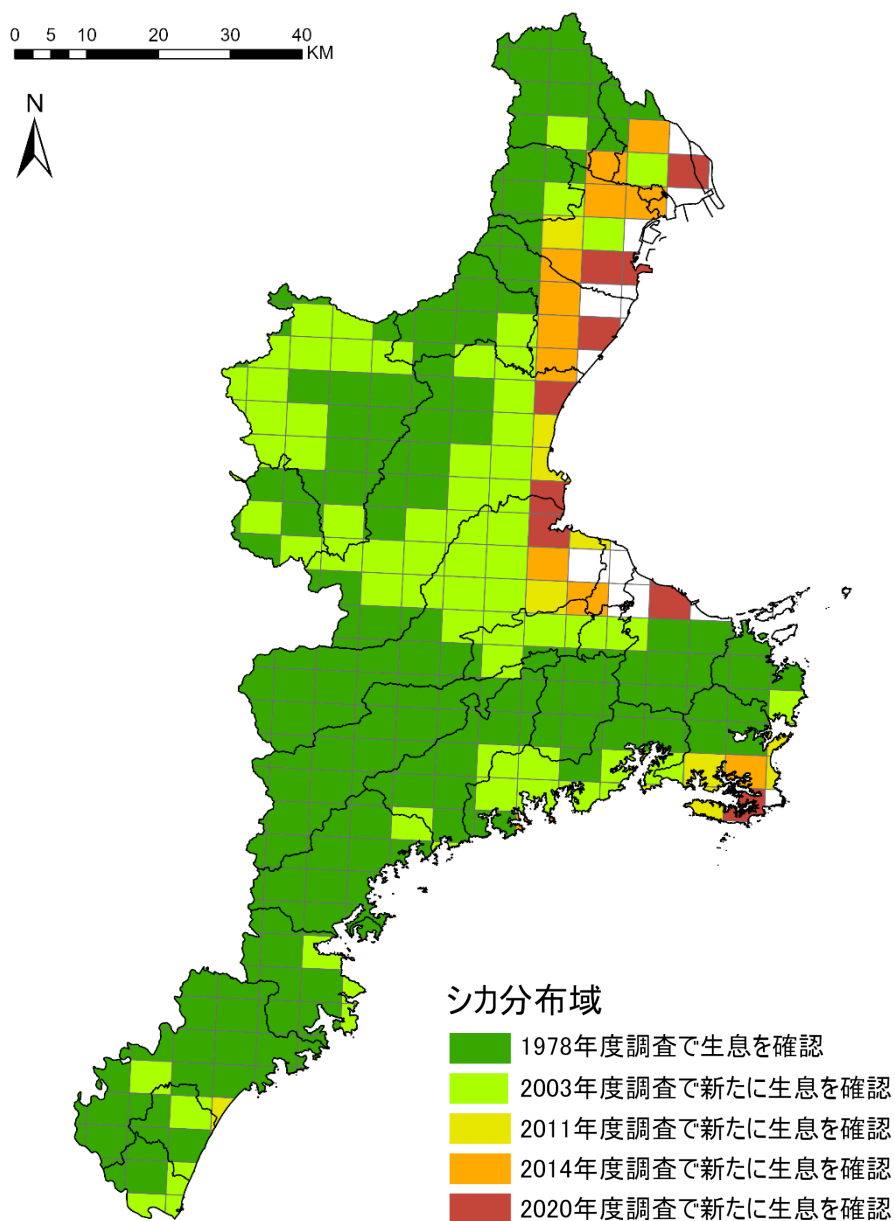 0 5 10 20 30 40
KM
N
シカ分布域
1978年度調査で生息を確認
2003年度調査で新たに生息を確認
2011年度調査で新たに生息を確認
2014年度調査で新たに生息を確認
2020年度調査で新たに生息を確認